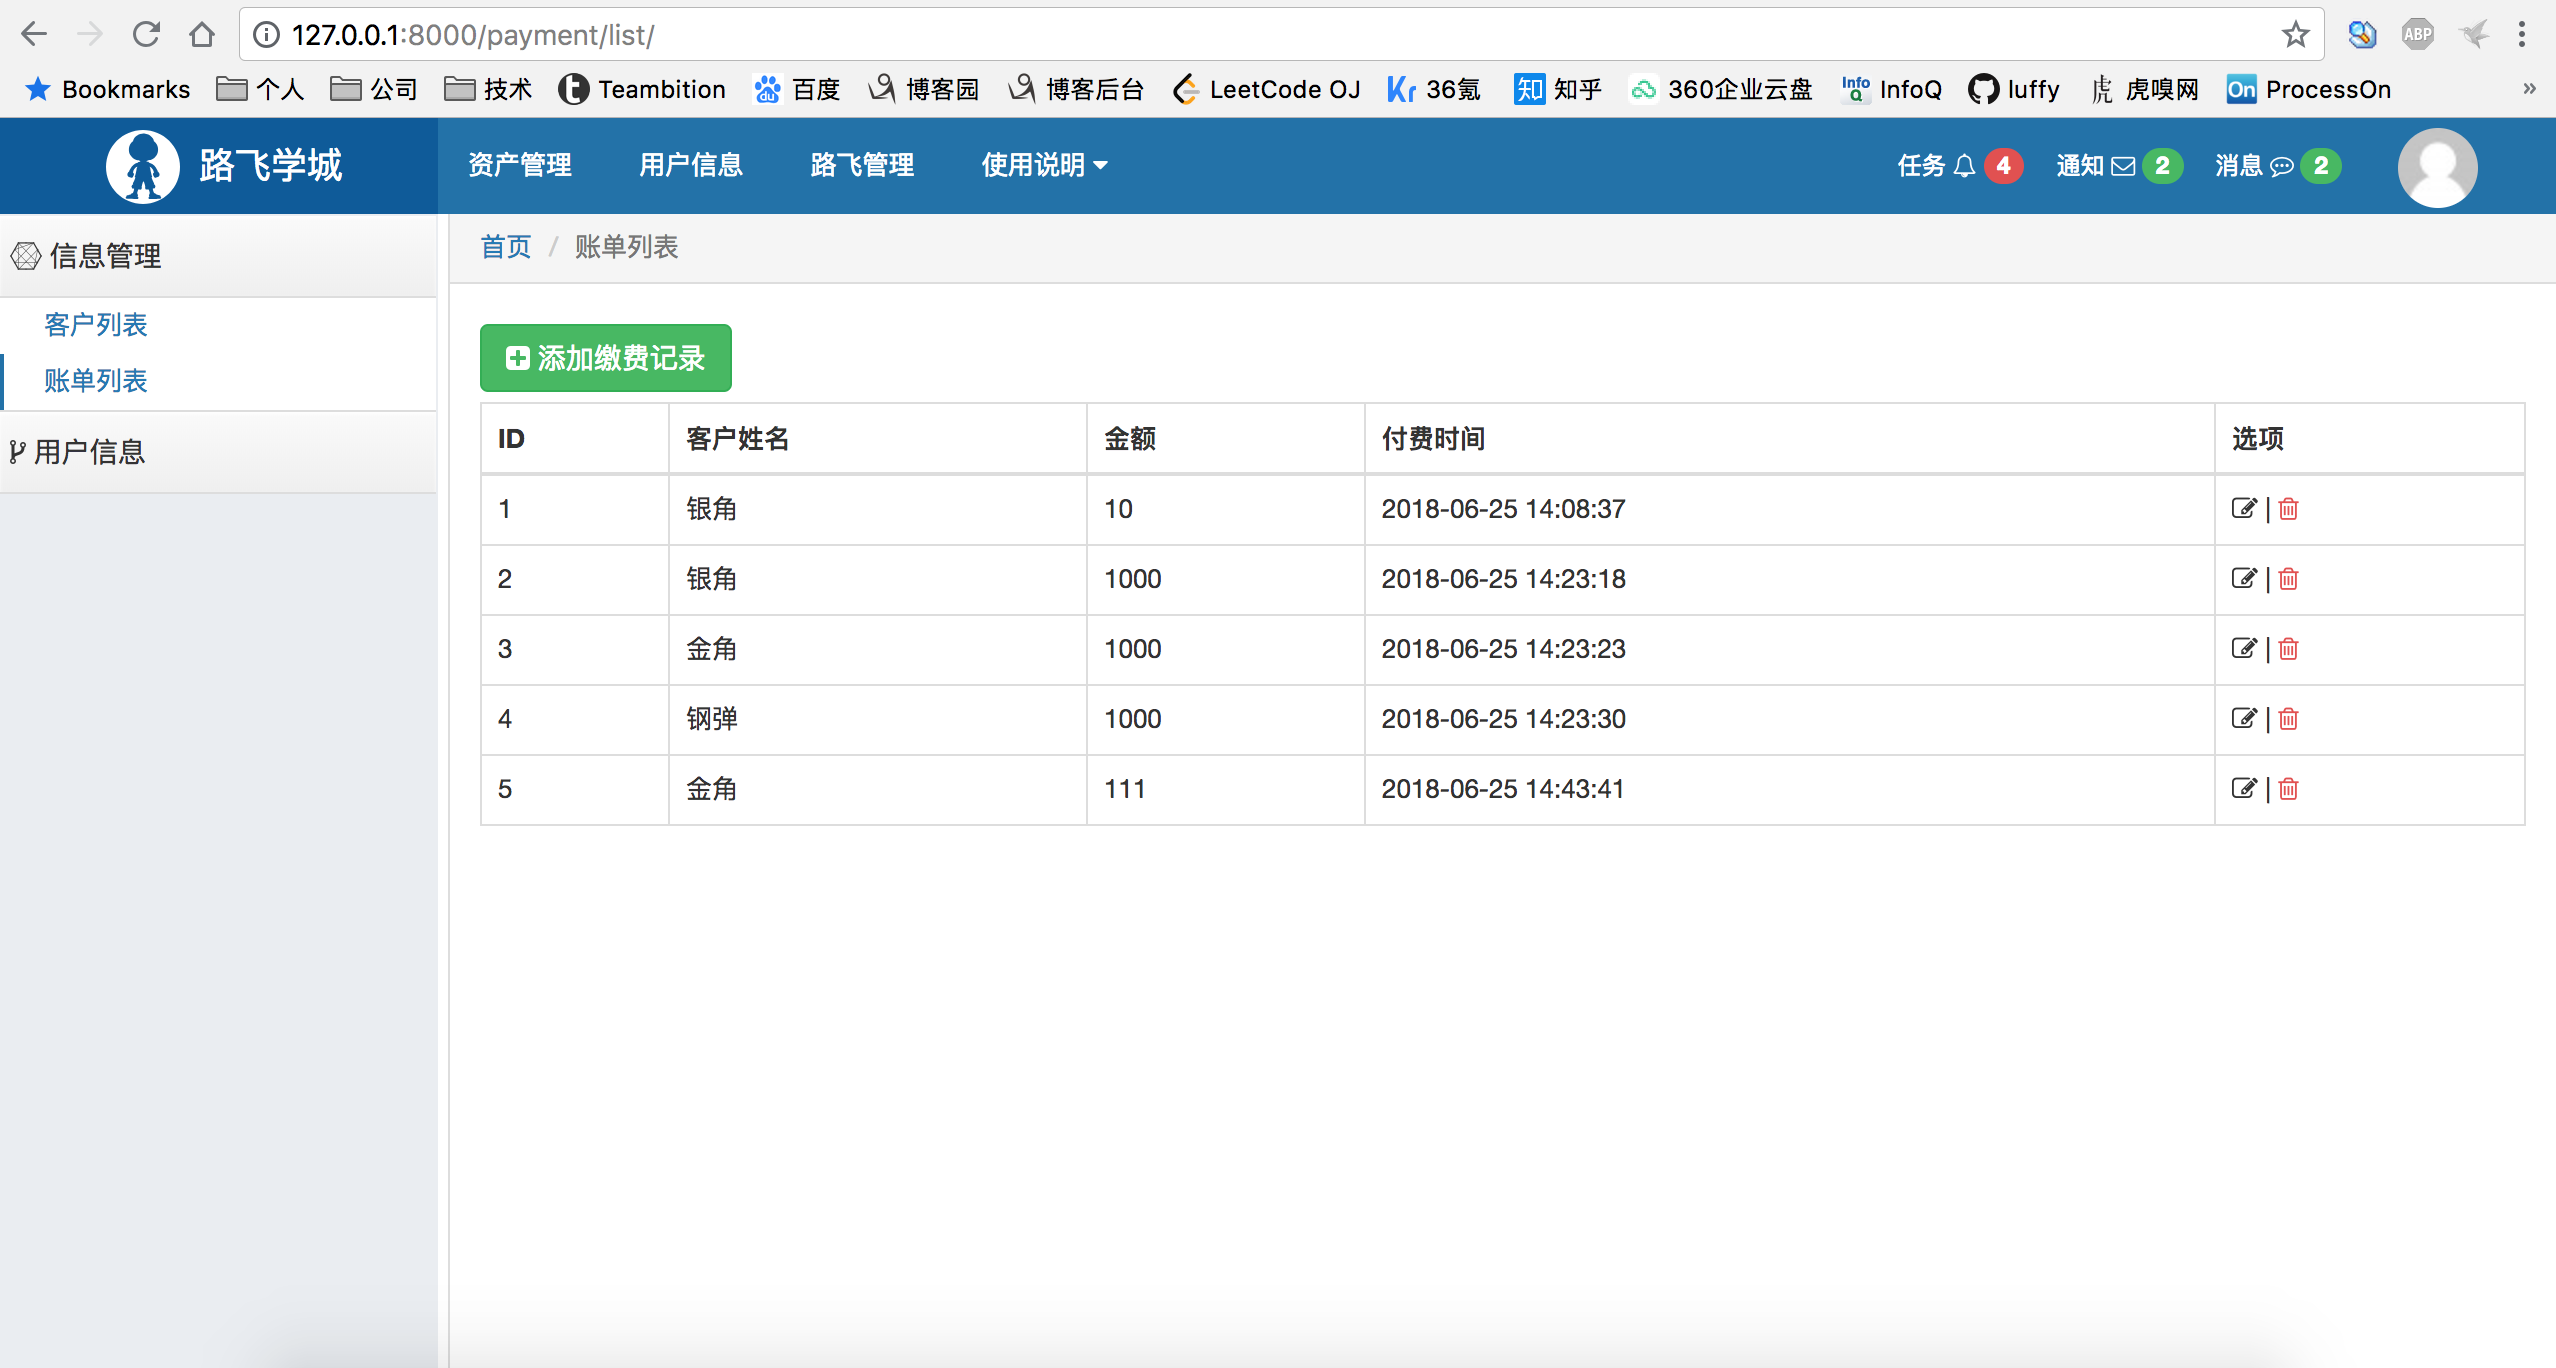 127.0.0.1:8000/payment/list/
ABP
Bookmarks 个人 公司 技术 Teambition du 百度 博客园 博客后台 LeetCode OJ Kr 36氪 知 知乎 360企业云盘 Info Q InfoQ luffy 虎 虎嗅网 On ProcessOn »
路飞学城 资产管理 用户信息 路飞管理 使用说明 任务 4 通知 2 消息 2
信息管理
客户列表
账单列表
用户信息
首页 / 账单列表
添加缴费记录
ID 客户姓名 金额 付费时间 选项
1 银角 10 2018-06-25 14:08:37 |
2 银角 1000 2018-06-25 14:23:18 |
3 金角 1000 2018-06-25 14:23:23 |
4 钢弹 1000 2018-06-25 14:23:30 |
5 金角 111 2018-06-25 14:43:41 |